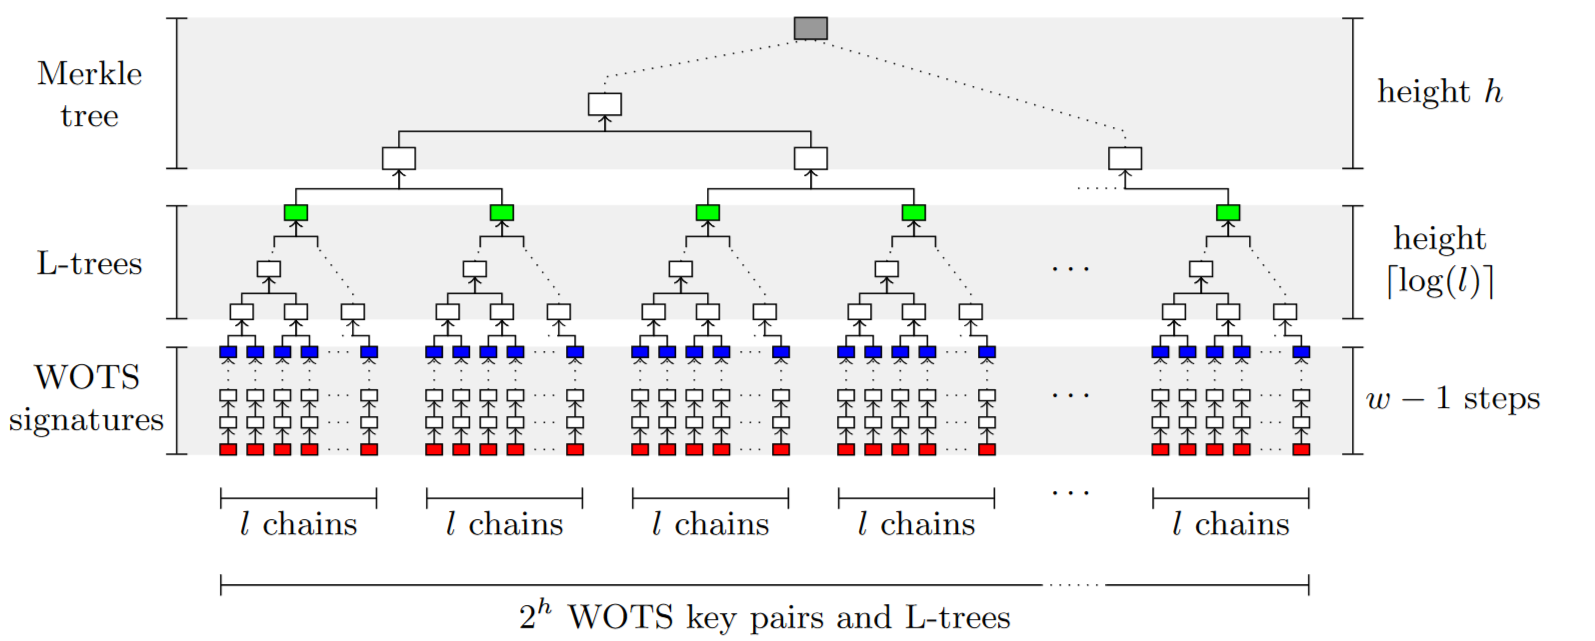 Merkle
tree
height h
L-trees
height
⌈log(l)⌉
. . .
WOTS
signatures
. . .
w − 1 steps
. . .
l chains
l chains
l chains
l chains
l chains
2^h WOTS key pairs and L-trees